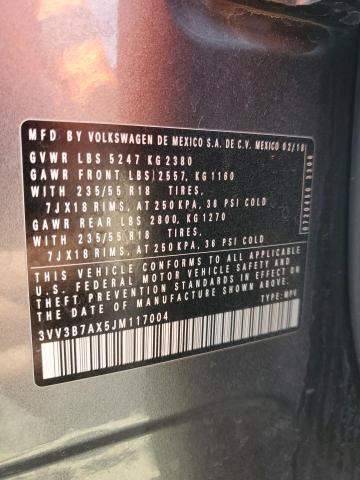 MFD BY VOLKSWAGEN DE MEXICO S.A. DE C.V. MEXICO 02/18
GVWR LBS 5247 KG 2380
GAWR FRONT LBS 2557, KG 1160
WITH 235/55 R18 TIRES,
7JX18 RIMS, AT 250 KPA, 36 PSI COLD
GAWR REAR LBS 2800, KG 1270
WITH 235/55 R18 TIRES,
7JX18 RIMS, AT 250 KPA, 36 PSI COLD
THIS VEHICLE CONFORMS TO ALL APPLICABLE
U.S. FEDERAL MOTOR VEHICLE SAFETY AND
THEFT PREVENTION STANDARDS IN EFFECT ON
THE DATE OF MANUFACTURE SHOWN ABOVE.
3VV3B7AX5JM117004 TYPE: MPV